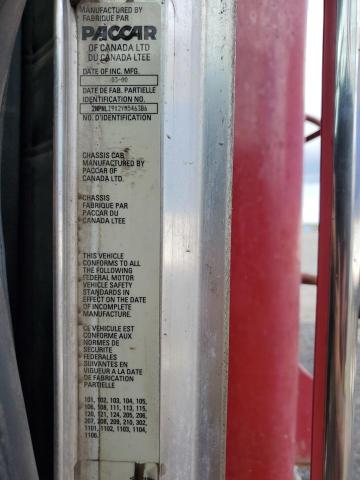 MANUFACTURED BY
FABRIQUE PAR
PACCAR
OF CANADA LTD
DU CANADA LTEE
DATE OF INC. MFG.
03-00
DATE DE FAB. PARTIELLE
IDENTIFICATION NO.
NO. D'IDENTIFICATION
CHASSIS CAB
MANUFACTURED BY
PACCAR OF
CANADA LTD.
CHASSIS
FABRIQUE PAR
PACCAR DU
CANADA LTEE
THIS VEHICLE
CONFORMS TO ALL
THE FOLLOWING
FEDERAL MOTOR
VEHICLE SAFETY
STANDARDS IN
EFFECT ON THE
DATE OF
INCOMPLETE
MANUFACTURE
CE VEHICULE EST
CONFORME AUX
NORMES DE
SECURITE
FEDERALES
SUIVANTES EN
VIGUEUR A LA
DATE DE
FABRICATION
PARTIELLE
101, 102, 103, 104, 105,
106, 108, 111, 113, 115,
120, 121, 124, 205, 206,
207, 208, 209, 210, 302,
1101, 1102, 1103, 1104,
1106.